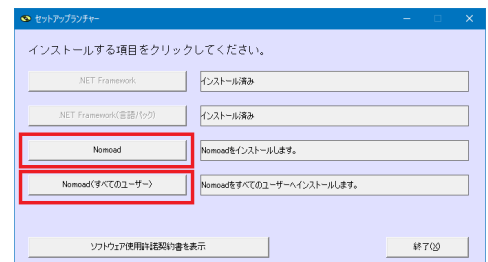 セットアップランチャー
インストールする項目をクリックしてください。
.NET Framework
インストール済み
.NET Framework(言語パック)
インストール済み
Nomoad
Nomoadをインストールします。
Nomoad(すべてのユーザー)
Nomoadをすべてのユーザーへインストールします。
ソフトウェア使用許諾契約書を表示
終了(X)